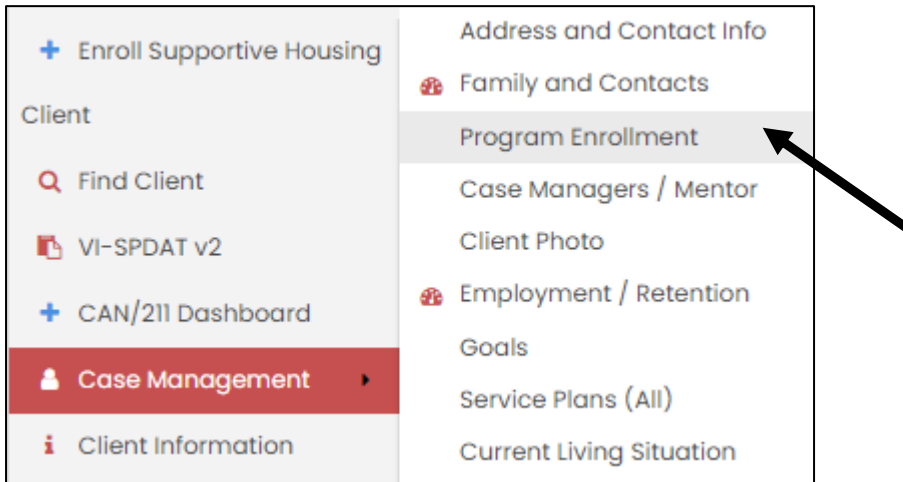 Enroll Supportive Housing
Client
Find Client
VI-SPDAT v2
CAN/211 Dashboard
Case Management
Client Information
Address and Contact Info
Family and Contacts
Program Enrollment
Case Managers / Mentor
Client Photo
Employment / Retention
Goals
Service Plans (All)
Current Living Situation